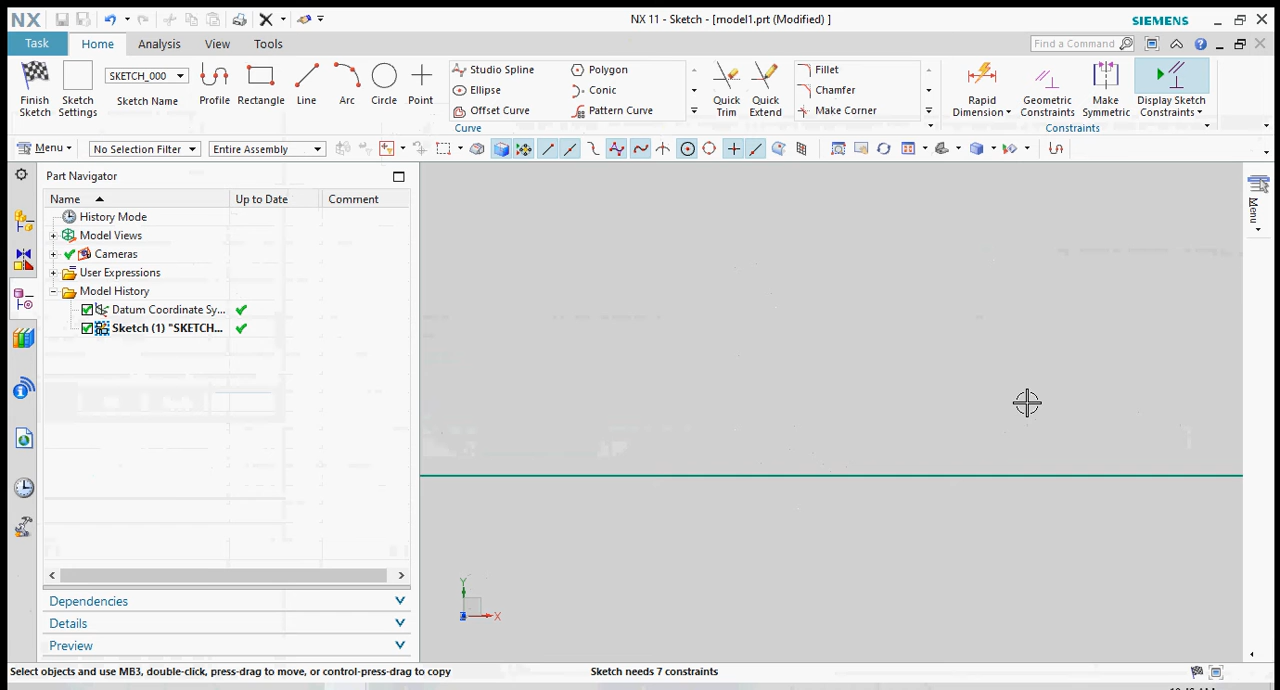 NX
NX 11 - Sketch - [model1.prt (Modified) ]
SIEMENS
Task Home Analysis View Tools
Find a Command
Finish Sketch
Sketch Settings
SKETCH_000
Sketch Name
Profile
Rectangle
Line
Arc
Circle
Point
Studio Spline
Polygon
Ellipse
Conic
Offset Curve
Pattern Curve
Curve
Quick Trim
Quick Extend
Fillet
Chamfer
Make Corner
Rapid Dimension
Geometric Constraints
Make Symmetric
Display Sketch Constraints
Constraints
Menu
No Selection Filter
Entire Assembly
Part Navigator
Name Up to Date Comment
History Mode
Model Views
Cameras
User Expressions
Model History
Datum Coordinate Sy...
Sketch (1) "SKETCH...
Dependencies
Details
Preview
Menu
Y
X
Select objects and use MB3, double-click, press-drag to move, or control-press-drag to copy
Sketch needs 7 constraints